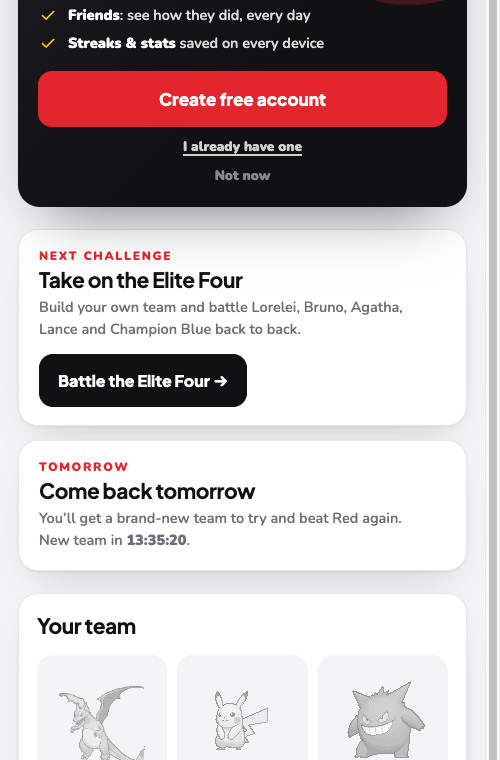 Friends: see how they did, every day
Streaks & stats saved on every device
Create free account
I already have one
Not now
NEXT CHALLENGE
Take on the Elite Four
Build your own team and battle Lorelei, Bruno, Agatha,
Lance and Champion Blue back to back.
Battle the Elite Four →
TOMORROW
Come back tomorrow
You'll get a brand-new team to try and beat Red again.
New team in 13:35:20.
Your team